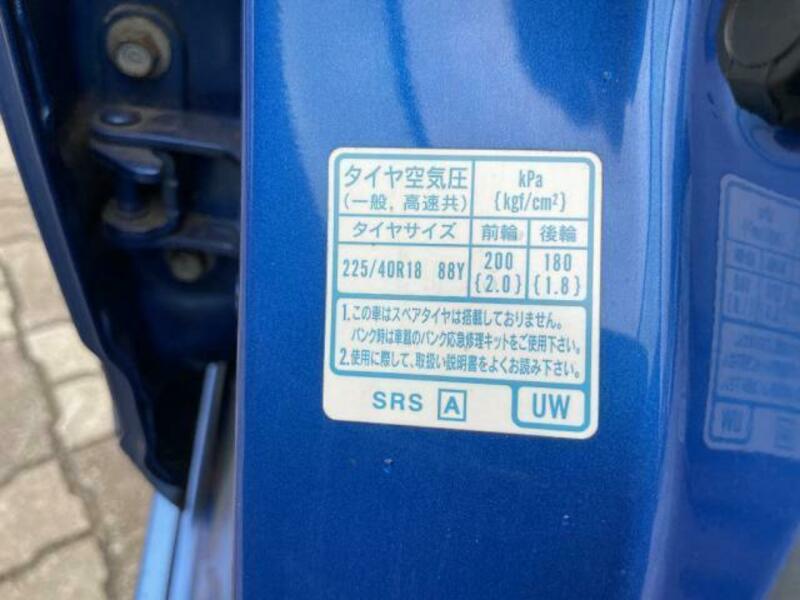 タイヤ空気圧 kPa
(一般, 高速共) {kgf/cm²}
タイヤサイズ 前輪 後輪
225/40R18 88Y 200 180
{2.0} {1.8}
1.この車はスペアタイヤは搭載しておりません。
パンク時は車載のパンク応急修理キットをご使用下さい。
2.使用に際して、取扱い説明書をよくお読み下さい。
SRS A UW
UW